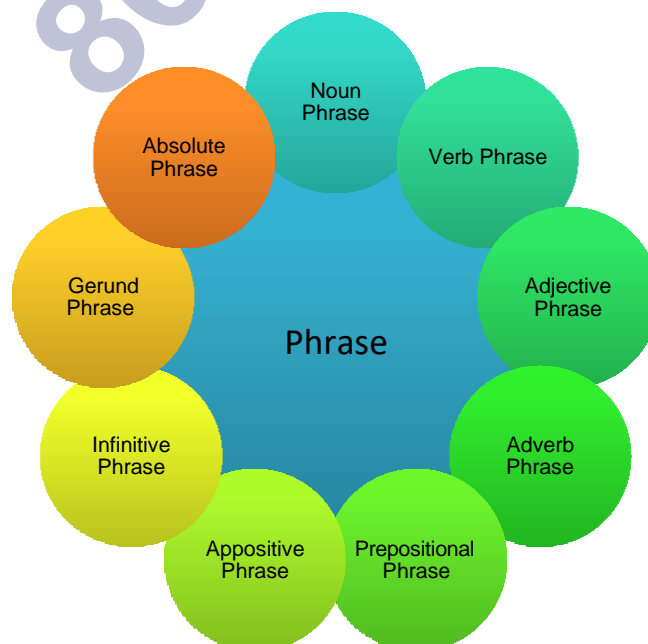 Noun
Phrase
Verb Phrase
Adjective
Phrase
Adverb
Phrase
Prepositional
Phrase
Appositive
Phrase
Infinitive
Phrase
Gerund
Phrase
Absolute
Phrase
Phrase